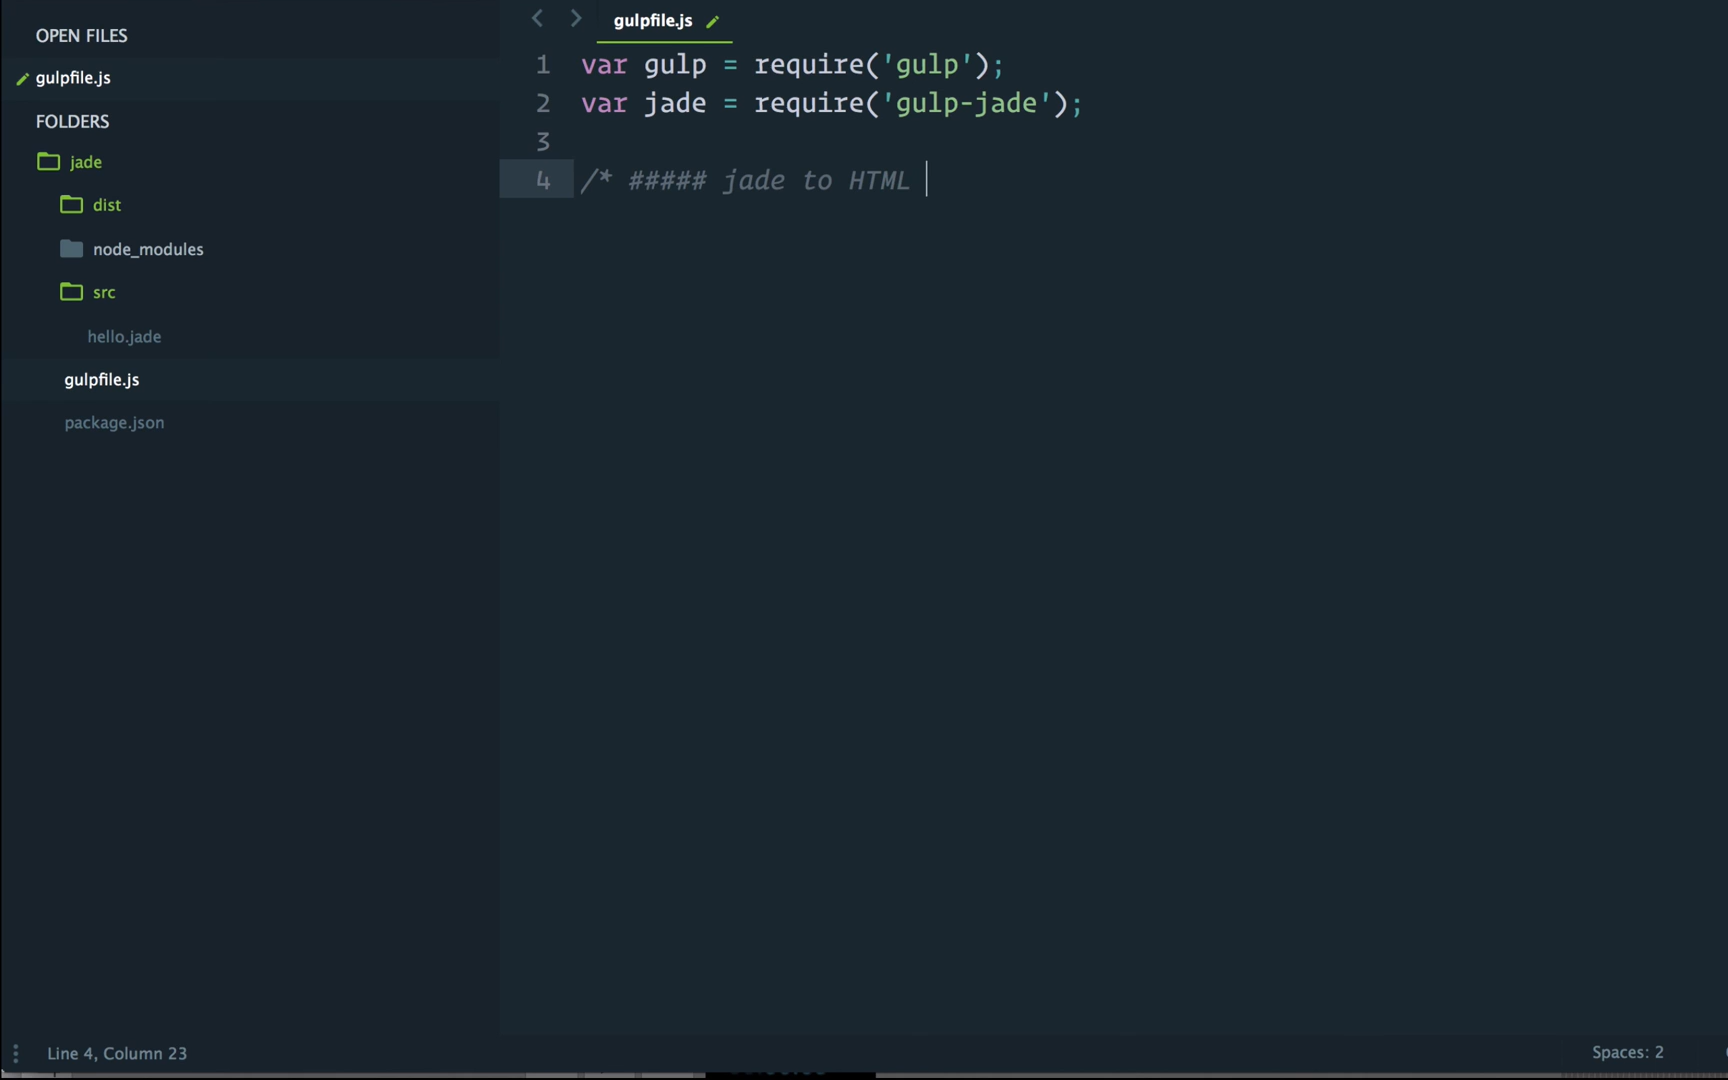 OPEN FILES
gulpfile.js
FOLDERS
jade
dist
node_modules
src
hello.jade
gulpfile.js
package.json
gulpfile.js
1 var gulp = require('gulp');
2 var jade = require('gulp-jade');
3
4 /* ##### jade to HTML
Line 4, Column 23
Spaces: 2